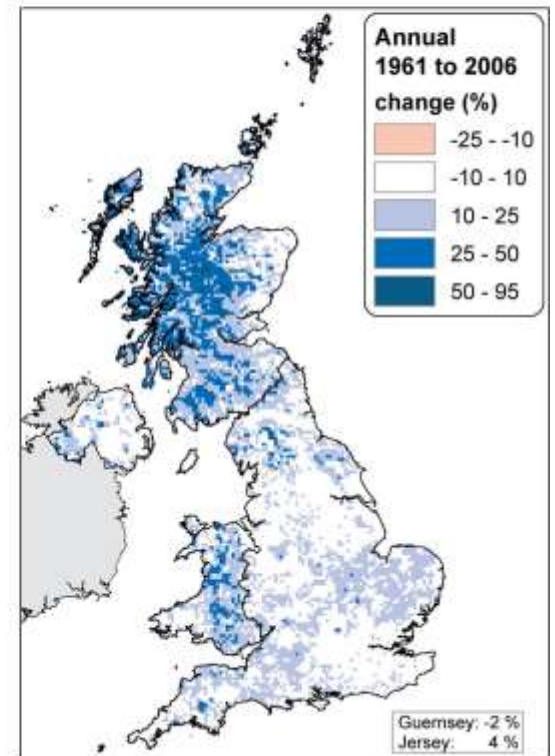 Annual
1961 to 2006
change (%)
-25 - -10
-10 - 10
10 - 25
25 - 50
50 - 95
Guernsey: -2 %
Jersey: 4 %